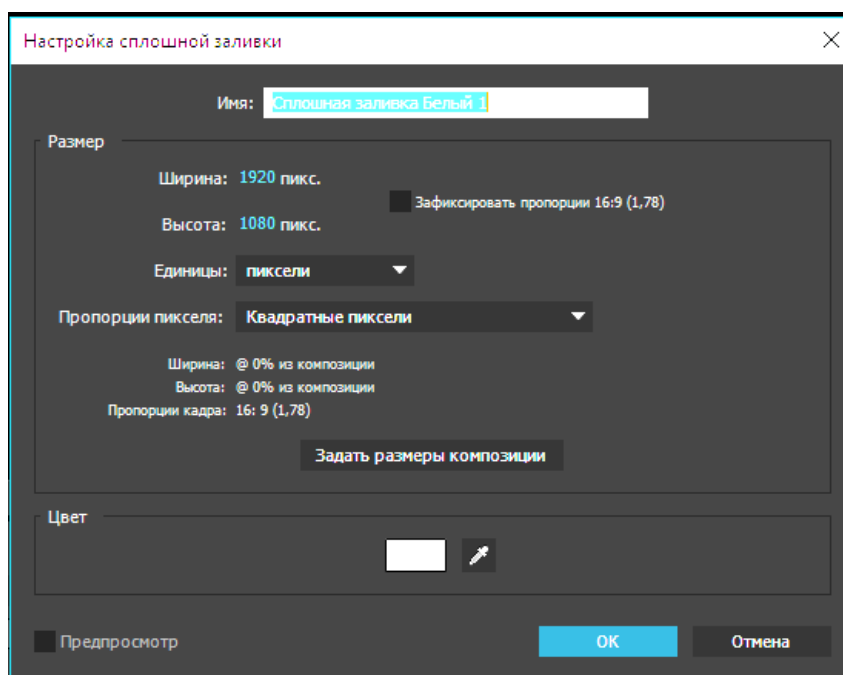 Настройка сплошной заливки
Имя: Сплошная заливка Белый 1
Размер
Ширина: 1920 пикс.
Зафиксировать пропорции 16:9 (1,78)
Высота: 1080 пикс.
Единицы: пиксели
Пропорции пикселя: Квадратные пиксели
Ширина: @ 0% из композиции
Высота: @ 0% из композиции
Пропорции кадра: 16: 9 (1,78)
Задать размеры композиции
Цвет
Предпросмотр
OK
Отмена